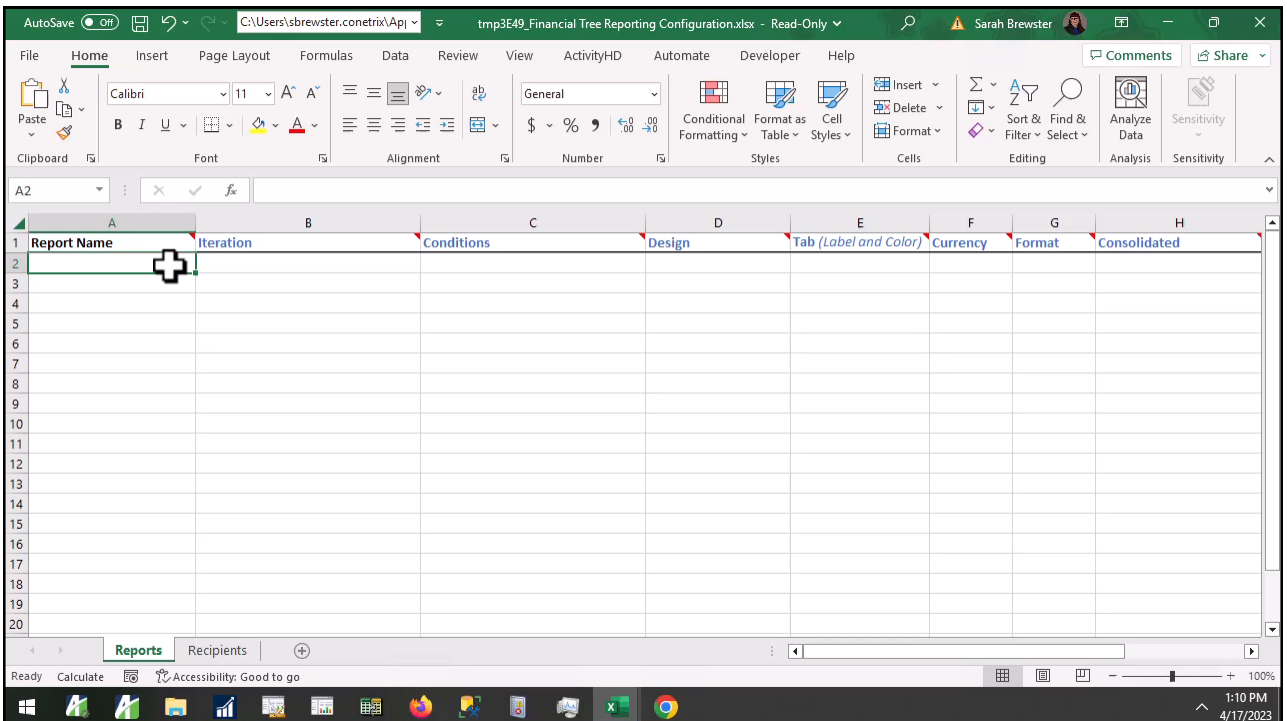 AutoSave Off C:\Users\sbrewster.conetrix\Ap tmp3E49_Financial Tree Reporting Configuration.xlsx - Read-Only Sarah Brewster
File Home Insert Page Layout Formulas Data Review View ActivityHD Automate Developer Help Comments Share
Calibri 11 A^ A˅ ab General Insert Σ A
Paste Delete Z Sort & Find & Analyze Sensitivity
B I U A $ % 9 .00 Conditional Format as Cell Format Filter Select Data
Formatting Table Styles
Clipboard Font Alignment Number Styles Cells Editing Analysis Sensitivity
A2 fx
A B C D E F G H
1 Report Name Iteration Conditions Design Tab (Label and Color) Currency Format Consolidated
2
3
4
5
6
7
8
9
10
11
12
13
14
15
16
17
18
19
20
Reports Recipients
Ready Calculate Accessibility: Good to go 100%
1:10 PM
4/17/2023